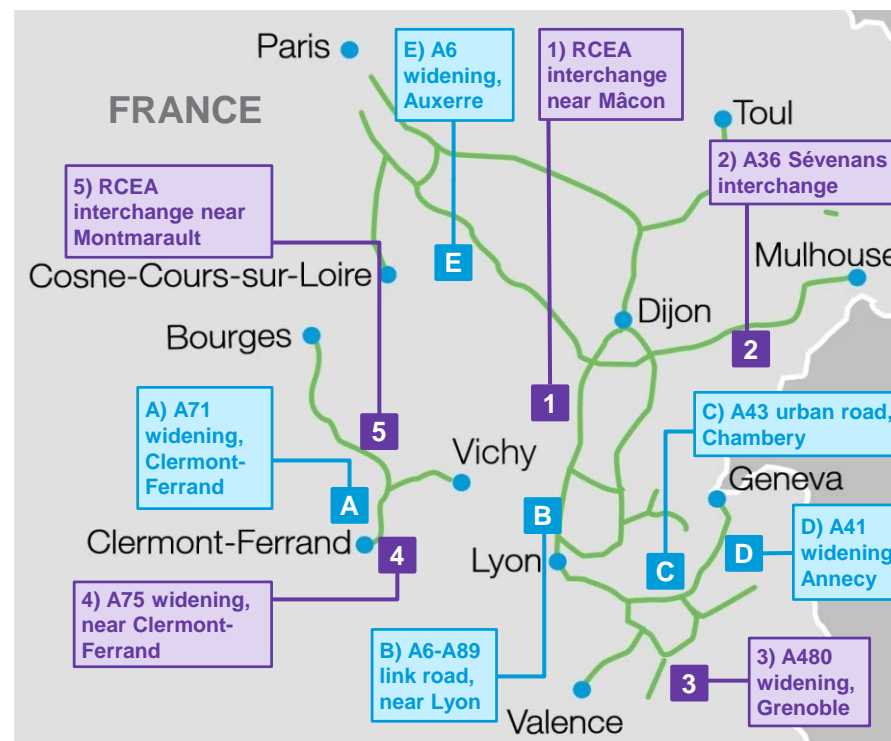 Paris
FRANCE
E) A6
widening,
Auxerre
1) RCEA
interchange
near Mâcon
Toul
2) A36 Sévenans
interchange
5) RCEA
interchange near
Montmarault
E
Cosne-Cours-sur-Loire
Mulhouse
Bourges
Dijon
2
1
A) A71
widening,
Clermont-
Ferrand
5
C) A43 urban road,
Chambery
Vichy
Geneva
A
B
Clermont-Ferrand
4
Lyon
C
D
D) A41
widening
Annecy
4) A75 widening,
near Clermont-
Ferrand
B) A6-A89
link road,
near Lyon
3
3) A480
widening,
Grenoble
Valence